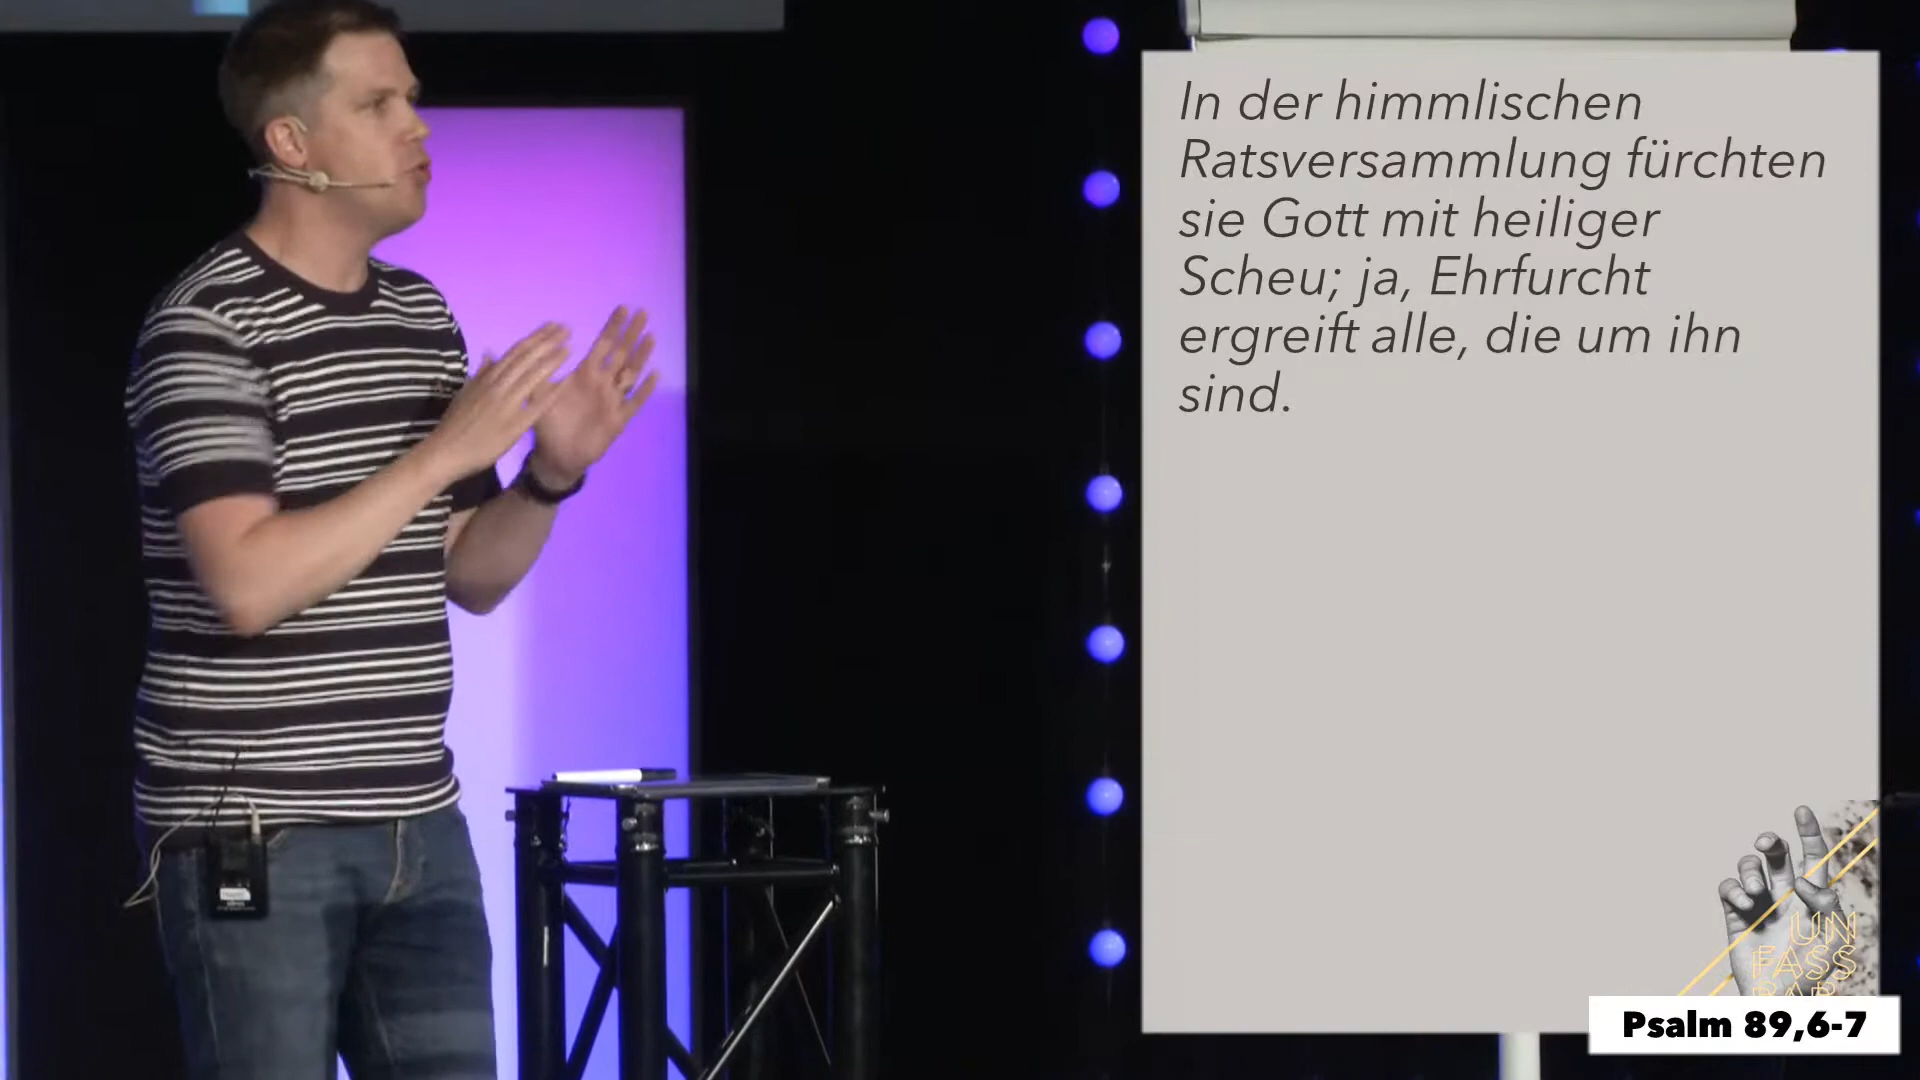 In der himmlischen
Ratsversammlung fürchten
sie Gott mit heiliger
Scheu; ja, Ehrfurcht
ergreift alle, die um ihn
sind.
UN
FASS
BAR
Psalm 89,6-7